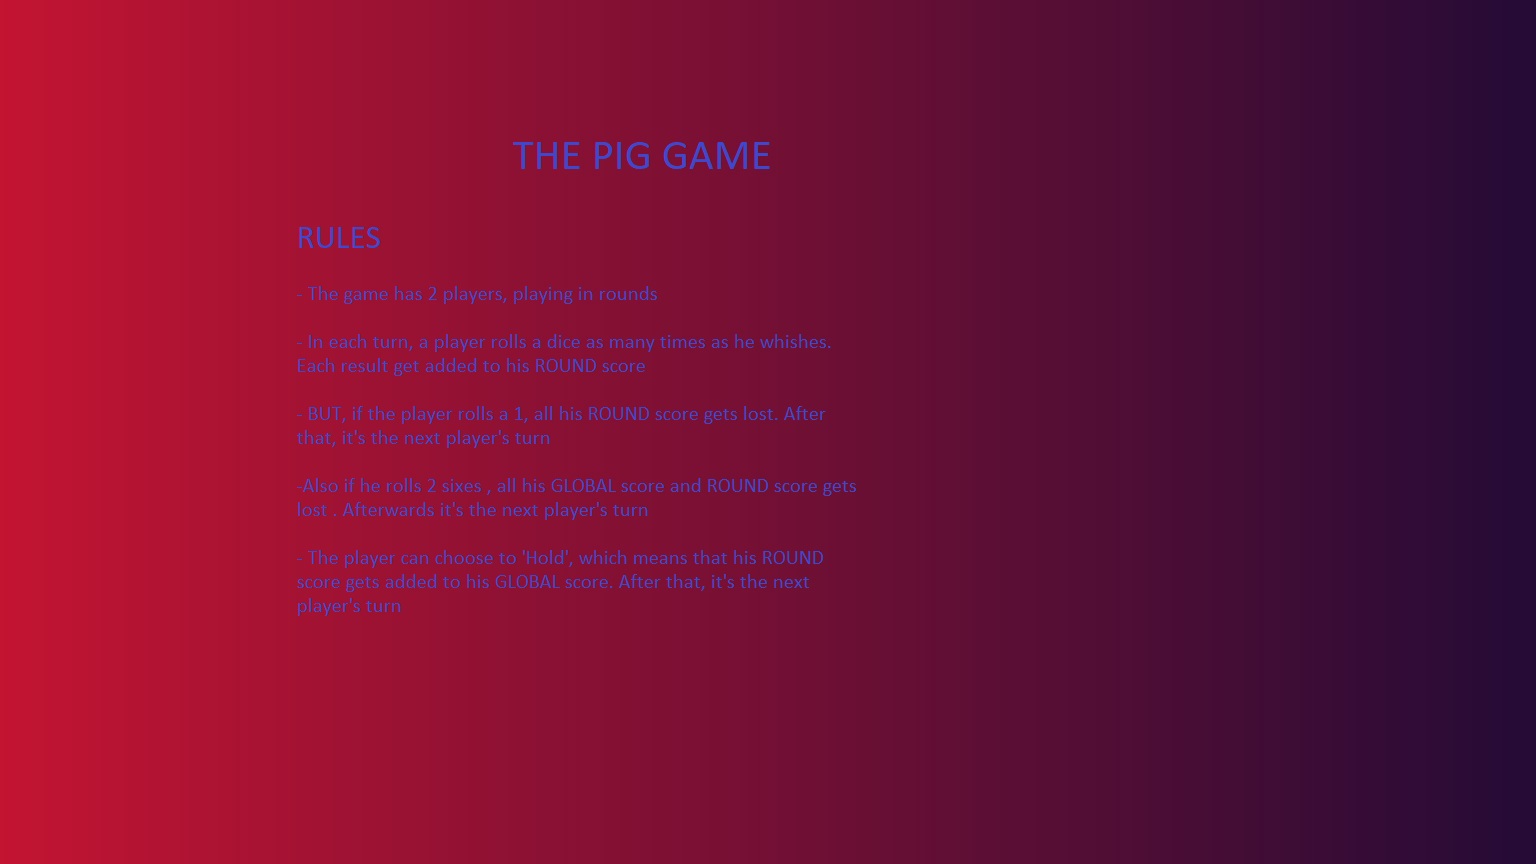 THE PIG GAME
RULES
- The game has 2 players, playing in rounds
- In each turn, a player rolls a dice as many times as he whishes.
Each result get added to his ROUND score
- BUT, if the player rolls a 1, all his ROUND score gets lost. After
that, it's the next player's turn
-Also if he rolls 2 sixes , all his GLOBAL score and ROUND score gets
lost . Afterwards it's the next player's turn
- The player can choose to 'Hold', which means that his ROUND
score gets added to his GLOBAL score. After that, it's the next
player's turn